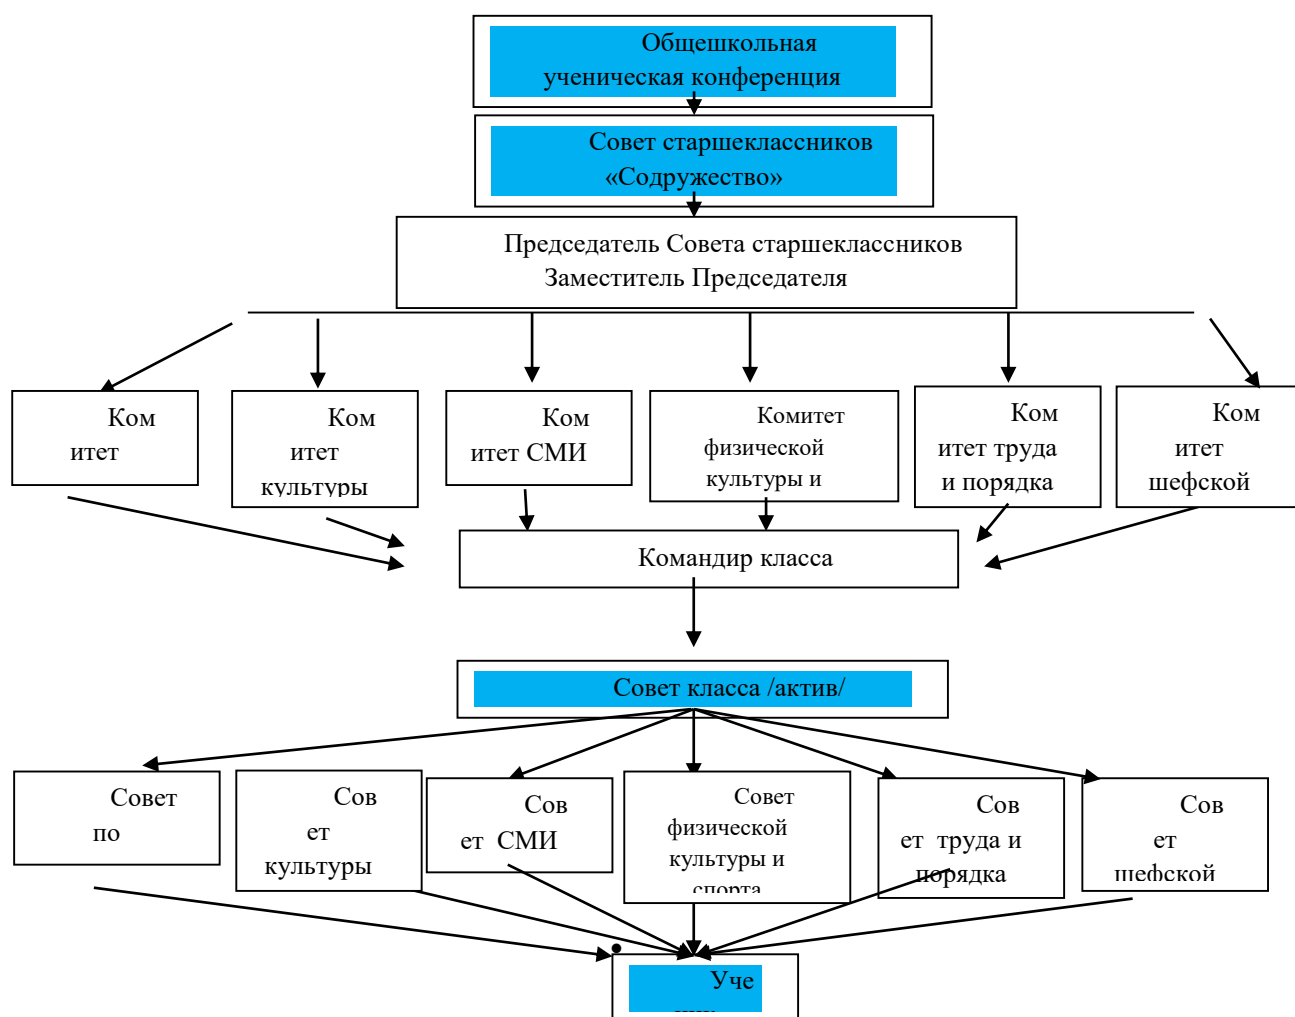 Общешкольная
ученическая конференция
Совет старшеклассников
«Содружество»
Председатель Совета старшеклассников
Заместитель Председателя
Ком
итет
Ком
итет
культуры
Ком
итет СМИ
Комитет
физической
культуры и
Ком
итет труда
и порядка
Ком
итет
шефской
Командир класса
Совет класса /актив/
Совет
по
Сов
ет
культуры
Сов
ет СМИ
Совет
физической
культуры и
спорта
Сов
ет труда и
порядка
Сов
ет
шефской
Уче